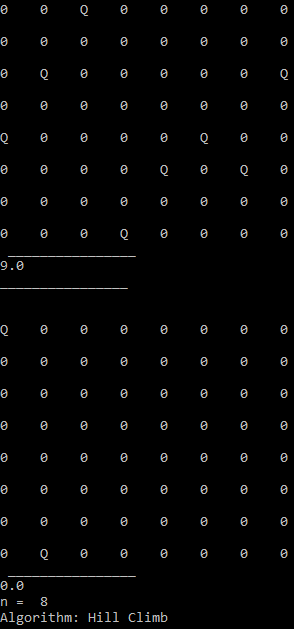 0 0 Q 0 0 0 0 0
0 0 0 0 0 0 0 0
0 Q 0 0 0 0 0 Q
0 0 0 0 0 0 0 0
Q 0 0 0 0 Q 0 0
0 0 0 0 Q 0 Q 0
0 0 0 0 0 0 0 0
0 0 0 Q 0 0 0 0
________________
9.0
________________
Q 0 0 0 0 0 0 0
0 0 0 0 0 0 0 0
0 0 0 0 0 0 0 0
0 0 0 0 0 0 0 0
0 0 0 0 0 0 0 0
0 0 0 0 0 0 0 0
0 0 0 0 0 0 0 0
0 Q 0 0 0 0 0 0
________________
0.0
n = 8
Algorithm: Hill Climb